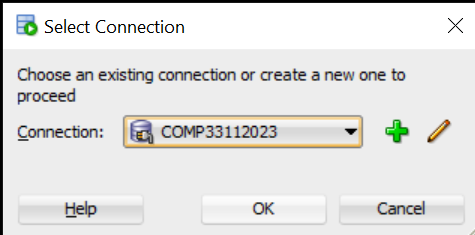 Select Connection
Choose an existing connection or create a new one to
proceed
Connection: COMP33112023
Help OK Cancel